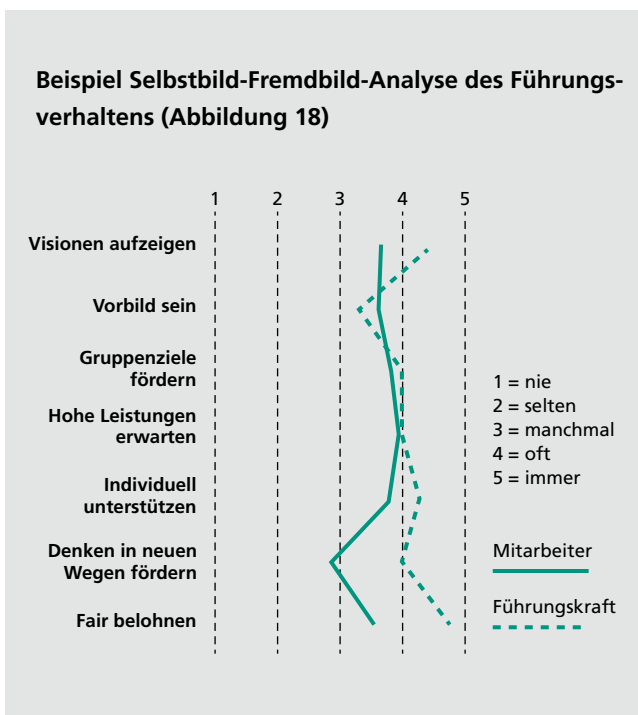 Beispiel Selbstbild-Fremdbild-Analyse des Führungs-
verhaltens (Abbildung 18)
1 2 3 4 5
Visionen aufzeigen
Vorbild sein
Gruppenziele
fördern
Hohe Leistungen
erwarten
Individuell
unterstützen
Denken in neuen
Wegen fördern
Fair belohnen
1 = nie
2 = selten
3 = manchmal
4 = oft
5 = immer
Mitarbeiter
Führungskraft